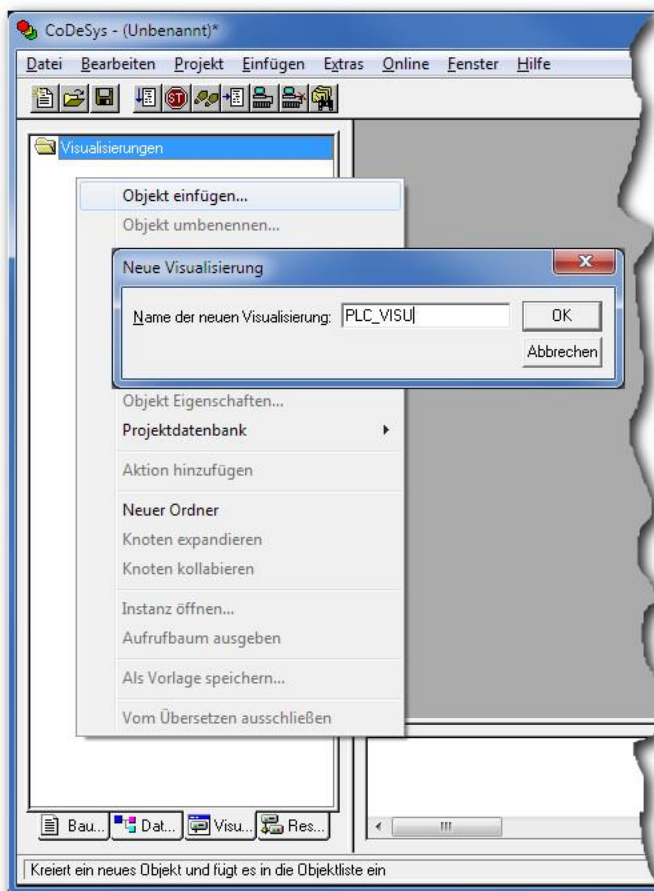 CoDeSys - (Unbenannt)*
Datei Bearbeiten Projekt Einfügen Extras Online Fenster Hilfe
ST
Visualisierungen
Objekt einfügen...
Objekt umbenennen...
Neue Visualisierung
Name der neuen Visualisierung: PLC_VISU OK
Abbrechen
Objekt Eigenschaften...
Projektdatenbank
Aktion hinzufügen
Neuer Ordner
Knoten expandieren
Knoten kollabieren
Instanz öffnen...
Aufrufbaum ausgeben
Als Vorlage speichern...
Vom Übersetzen ausschließen
Bau... Dat... Visu... Res...
Kreiert ein neues Objekt und fügt es in die Objektliste ein